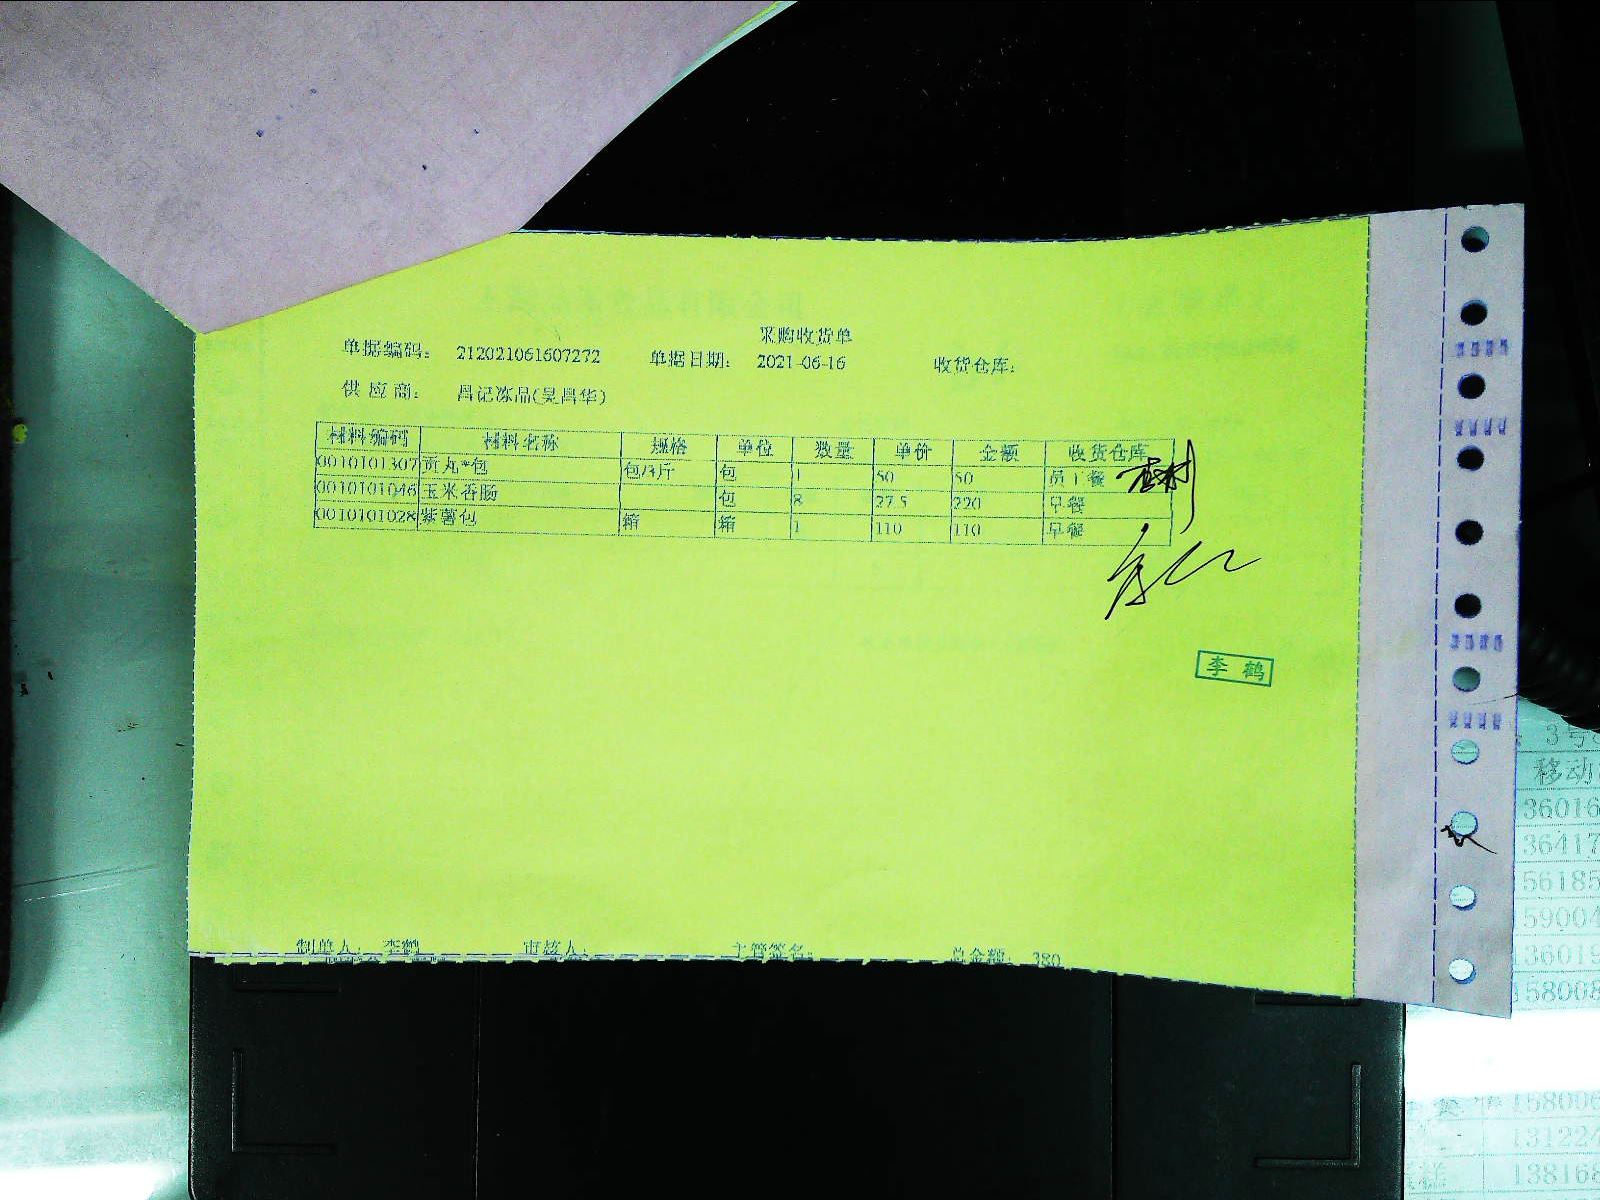 采购收货单
单据编码： 212021061607272 单据日期： 2021-06-16 收货仓库：
供 应 商： 昌记冻品(吴昌华)
材料编码 材料名称 规格 单位 数量 单价 金额 收货仓库
0010101307 贡丸*包 包/3斤 包 1 50 50 员工餐
0010101046 玉米香肠 包 8 27.5 220 早餐
0010101028 紫薯包 箱 箱 1 110 110 早餐
李 鹤
制单人： 李鹤 审核人： 主管签名： 总金额： 380
3号
移动
36016
36417
56185
59004
36019
58008
158006
13122
13816